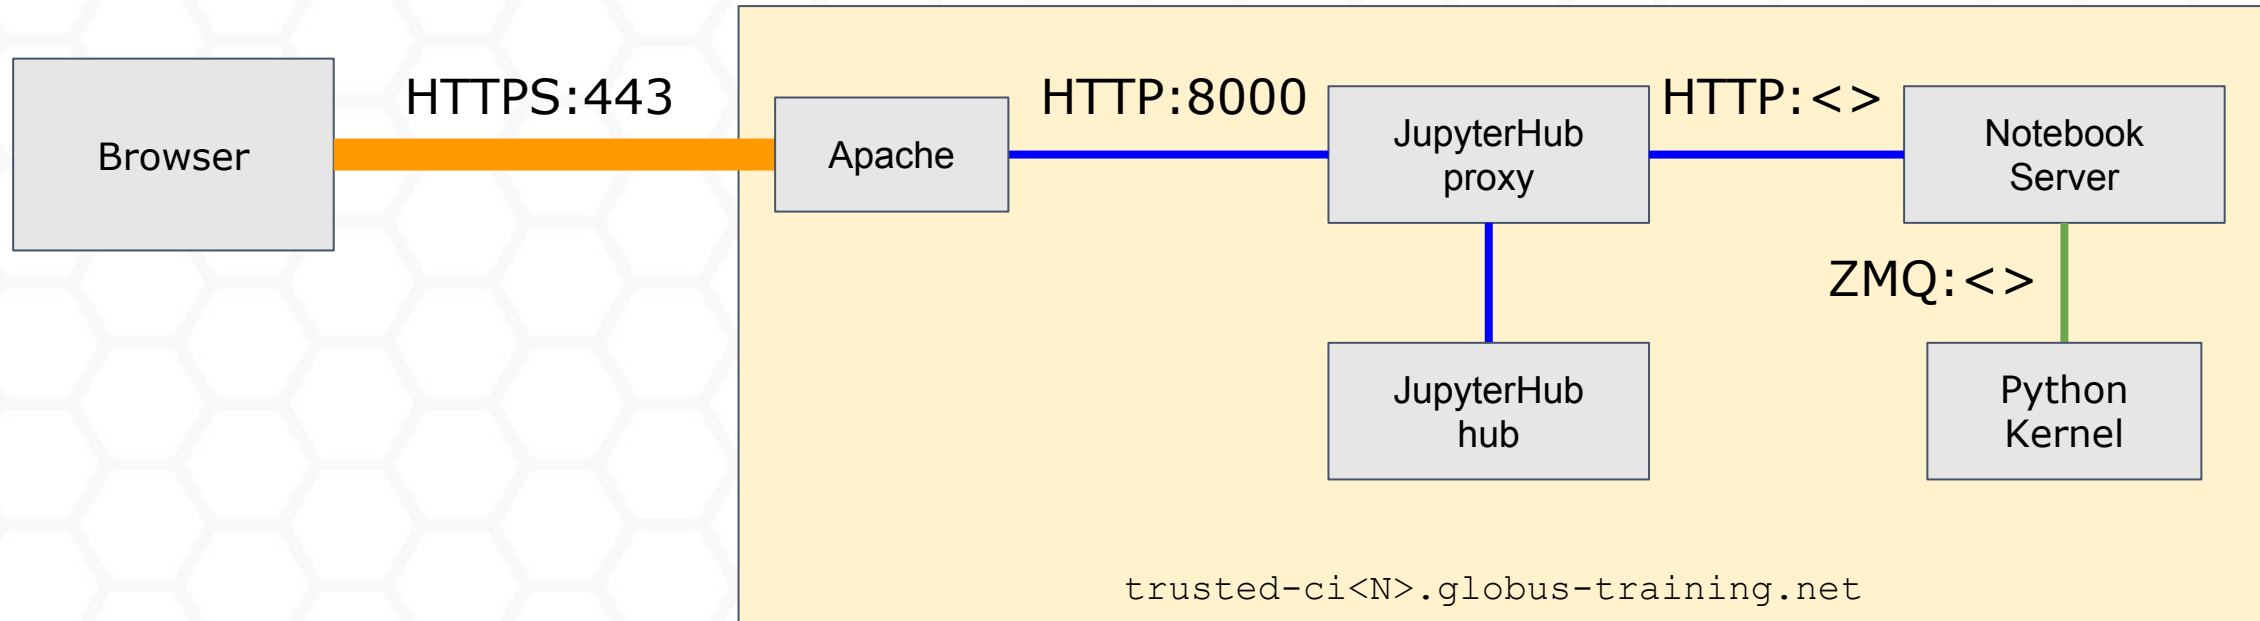 HTTPS:443
HTTP:8000
HTTP:<>
Browser
Apache
JupyterHub
proxy
Notebook
Server
ZMQ:<>
JupyterHub
hub
Python
Kernel
trusted-ci<N>.globus-training.net